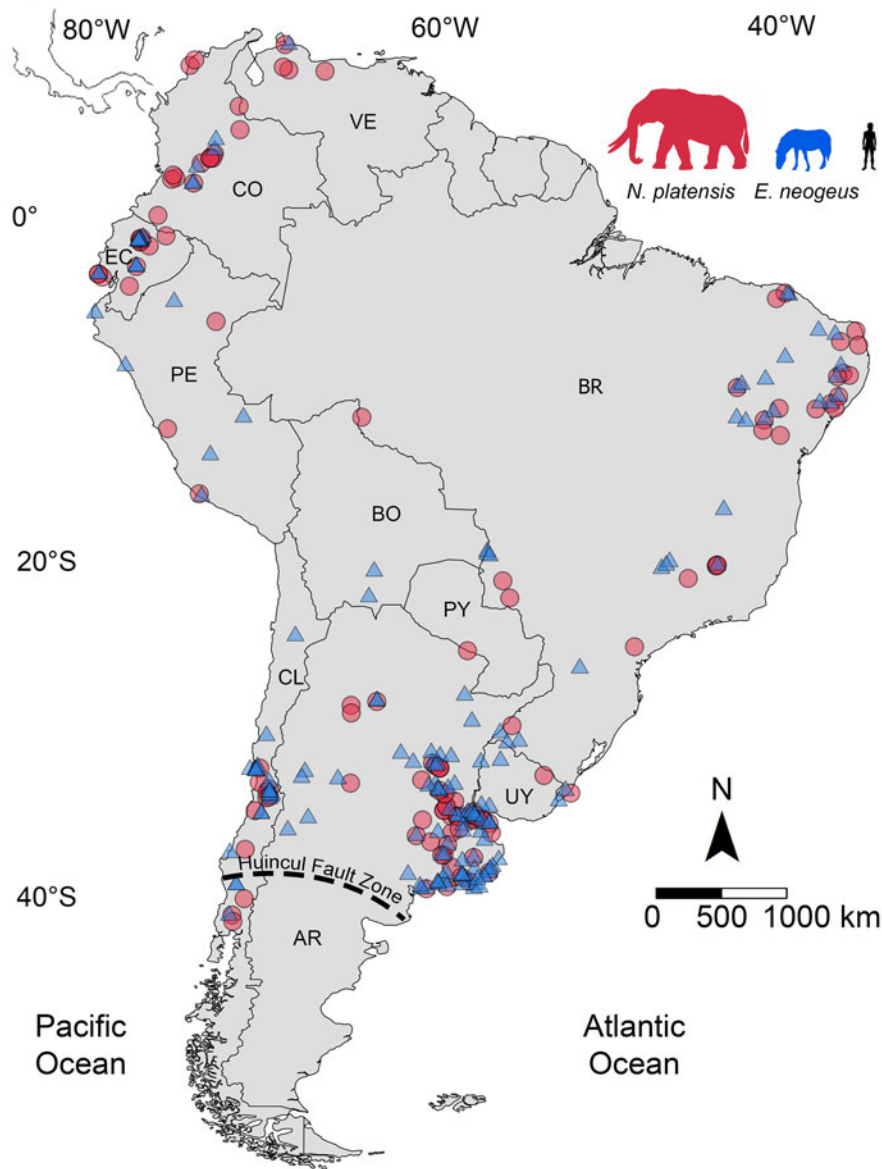 80°W
60°W
40°W
VE
N. platensis E. neogeus
CO
0°
EC
PE
BR
BO
20°S
PY
CL
UY
N
Huincul Fault Zone
0 500 1000 km
40°S
AR
Pacific
Ocean
Atlantic
Ocean